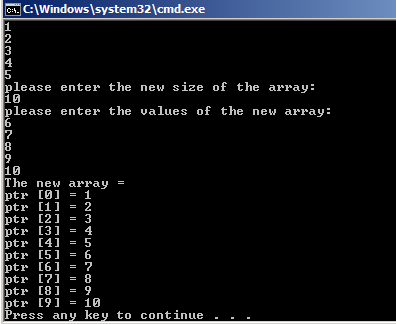 C:\Windows\system32\cmd.exe
1
2
3
4
5
please enter the new size of the array:
10
please enter the values of the new array:
6
7
8
9
10
The new array =
ptr [0] = 1
ptr [1] = 2
ptr [2] = 3
ptr [3] = 4
ptr [4] = 5
ptr [5] = 6
ptr [6] = 7
ptr [7] = 8
ptr [8] = 9
ptr [9] = 10
Press any key to continue . . .